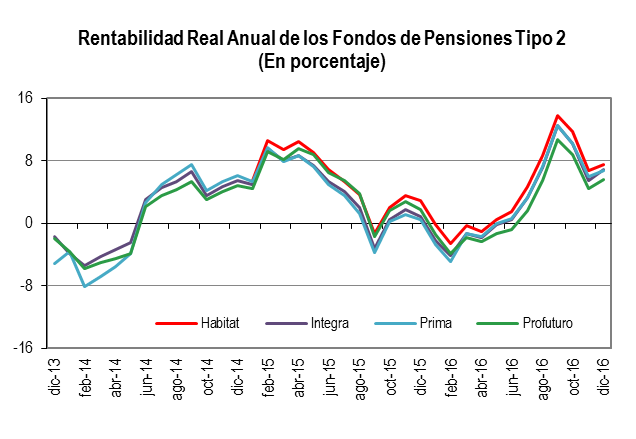 Rentabilidad Real Anual de los Fondos de Pensiones Tipo 2
(En porcentaje)
16
8
0
-8
-16
Habitat Integra Prima Profuturo
dic-13 feb-14 abr-14 jun-14 ago-14 oct-14 dic-14 feb-15 abr-15 jun-15 ago-15 oct-15 dic-15 feb-16 abr-16 jun-16 ago-16 oct-16 dic-16